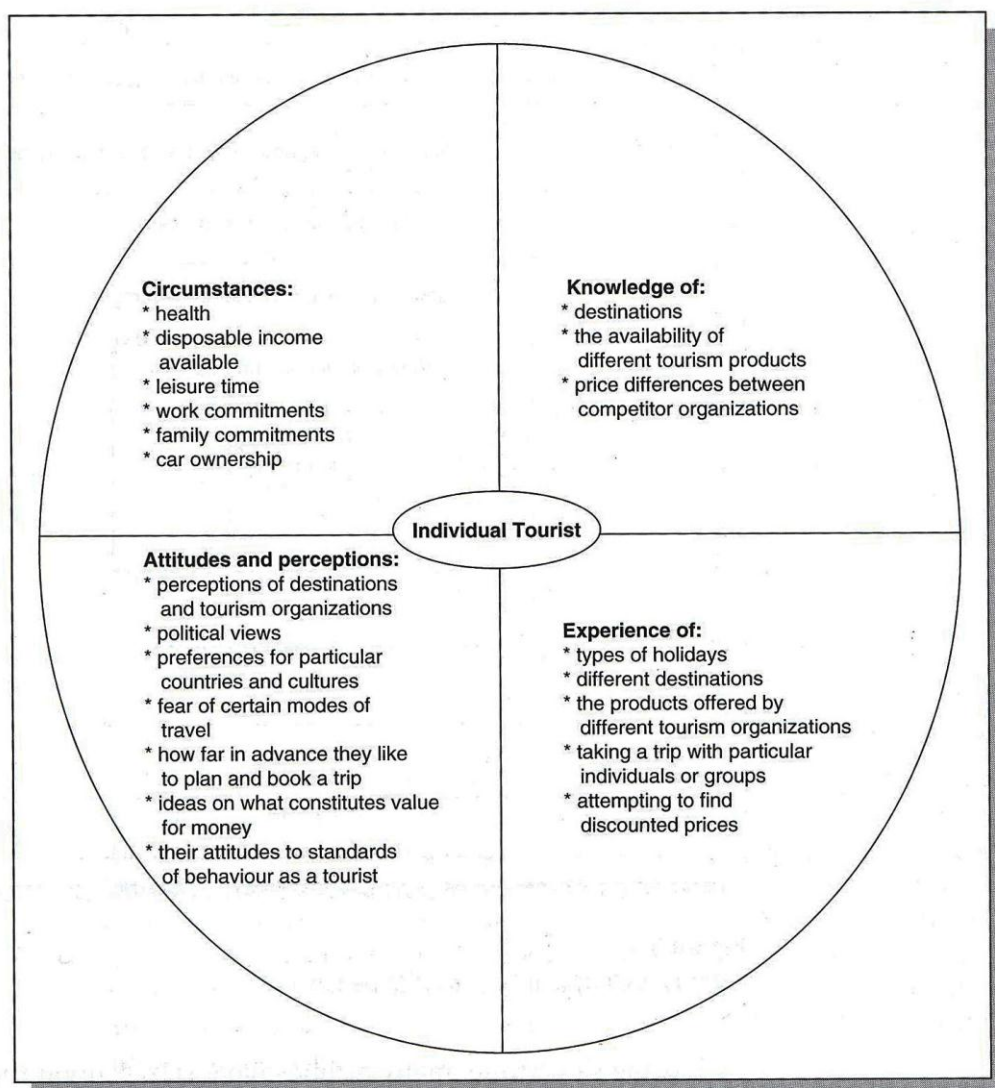 Circumstances:
* health
* disposable income
available
* leisure time
* work commitments
* family commitments
* car ownership
Knowledge of:
* destinations
* the availability of
different tourism products
* price differences between
competitor organizations
Individual Tourist
Attitudes and perceptions:
* perceptions of destinations
and tourism organizations
* political views
* preferences for particular
countries and cultures
* fear of certain modes of
travel
* how far in advance they like
to plan and book a trip
* ideas on what constitutes value
for money
* their attitudes to standards
of behaviour as a tourist
Experience of:
* types of holidays
* different destinations
* the products offered by
different tourism organizations
* taking a trip with particular
individuals or groups
* attempting to find
discounted prices